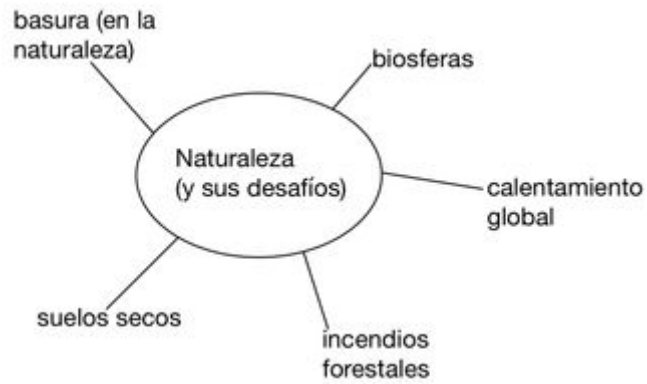 basura (en la
naturaleza)
biosferas
Naturaleza
(y sus desafíos)
calentamiento
global
suelos secos
incendios
forestales